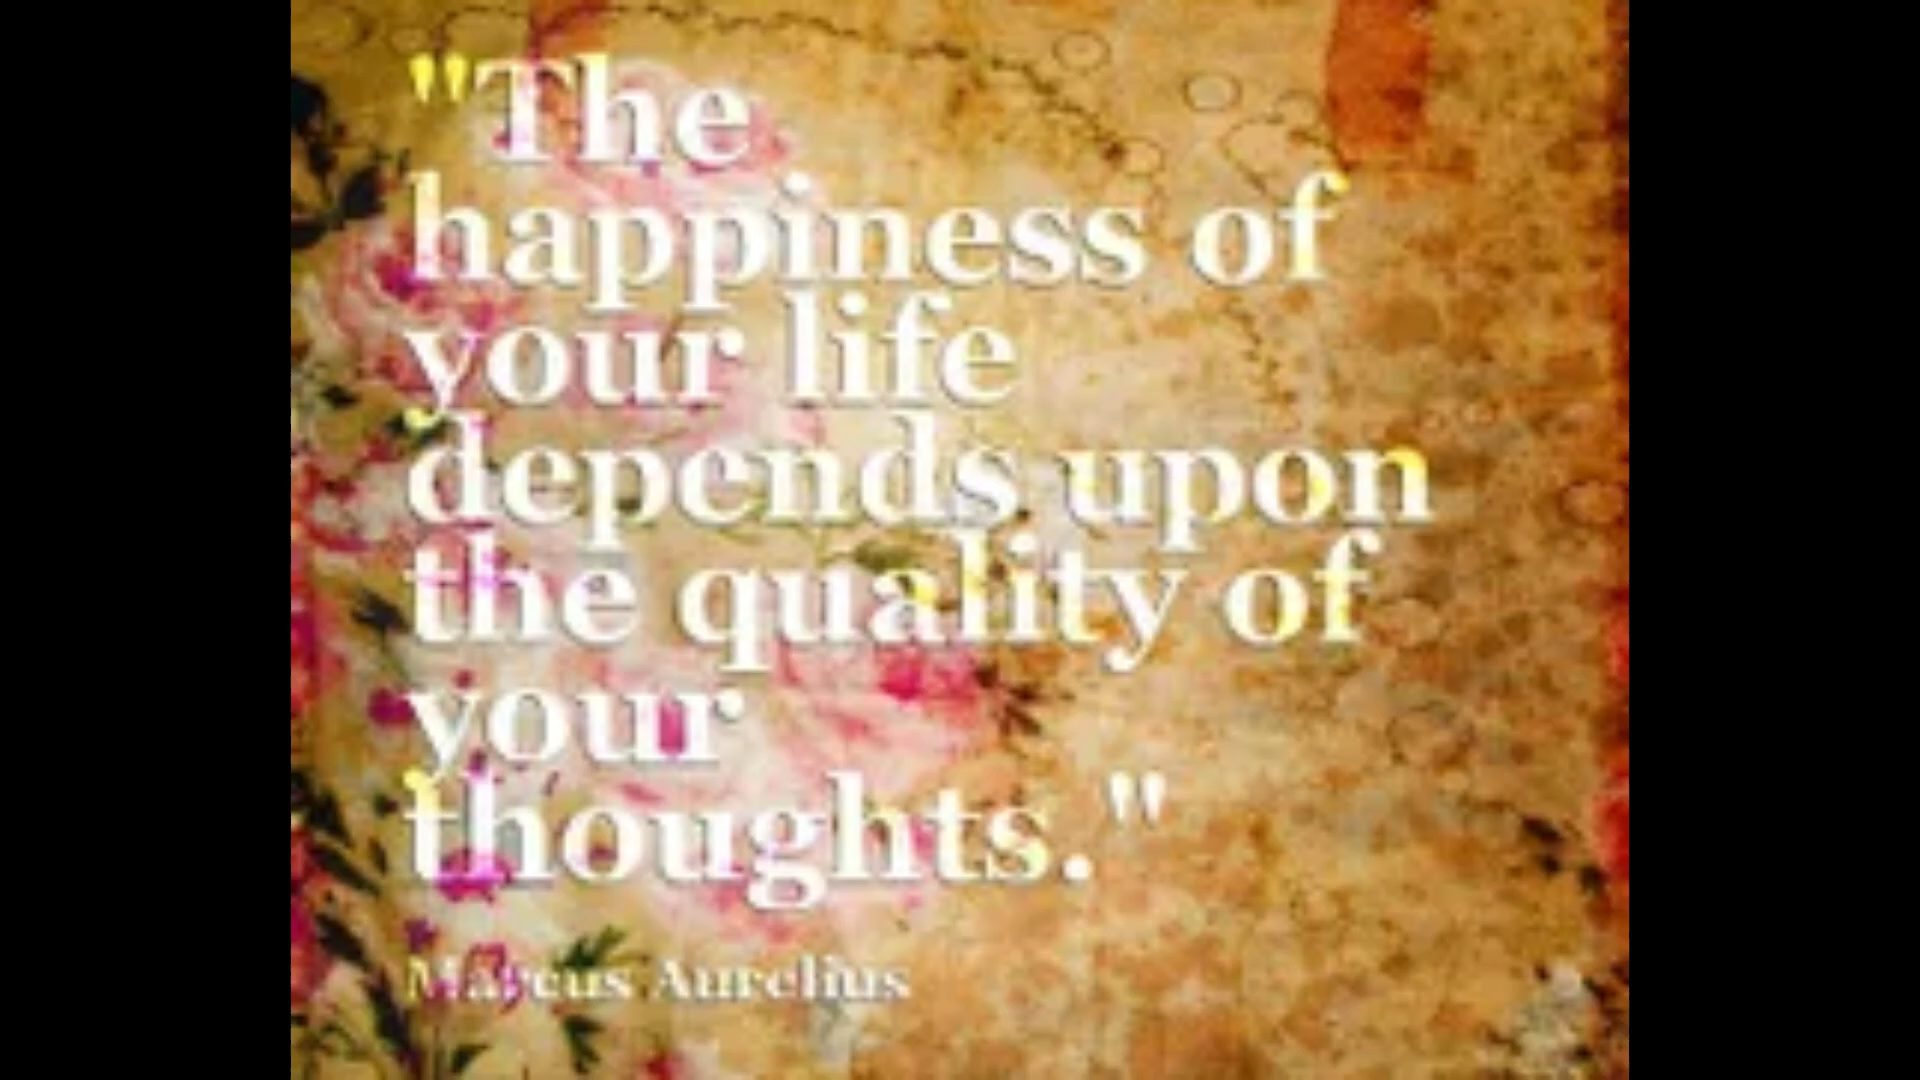 "The
happiness of
your life
depends upon
the quality of
your
thoughts."
Marcus Aurelius